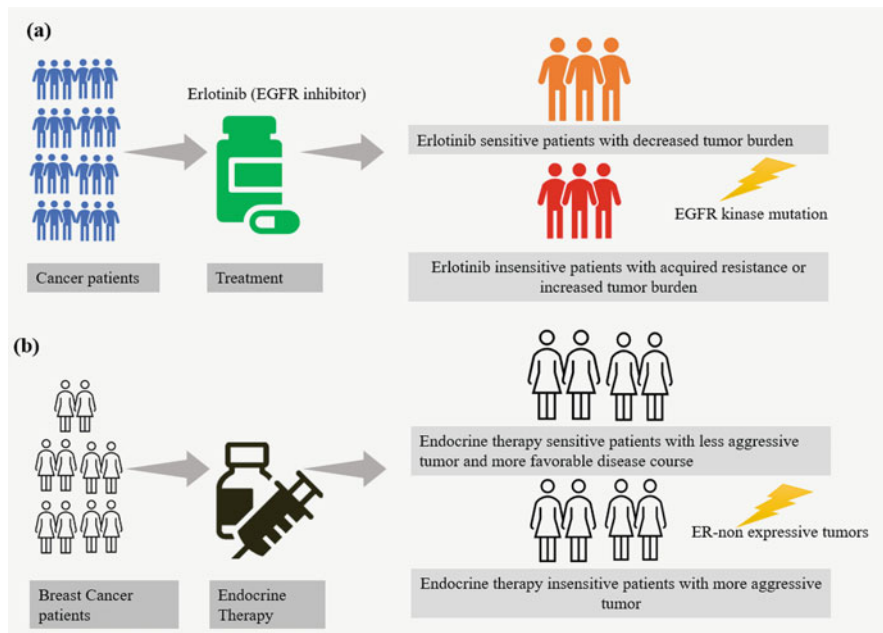 (a)
Erlotinib (EGFR inhibitor)
Erlotinib sensitive patients with decreased tumor burden
EGFR kinase mutation
Cancer patients
Treatment
Erlotinib insensitive patients with acquired resistance or
increased tumor burden
(b)
Endocrine therapy sensitive patients with less aggressive
tumor and more favorable disease course
ER-non expressive tumors
Breast Cancer
patients
Endocrine
Therapy
Endocrine therapy insensitive patients with more aggressive
tumor